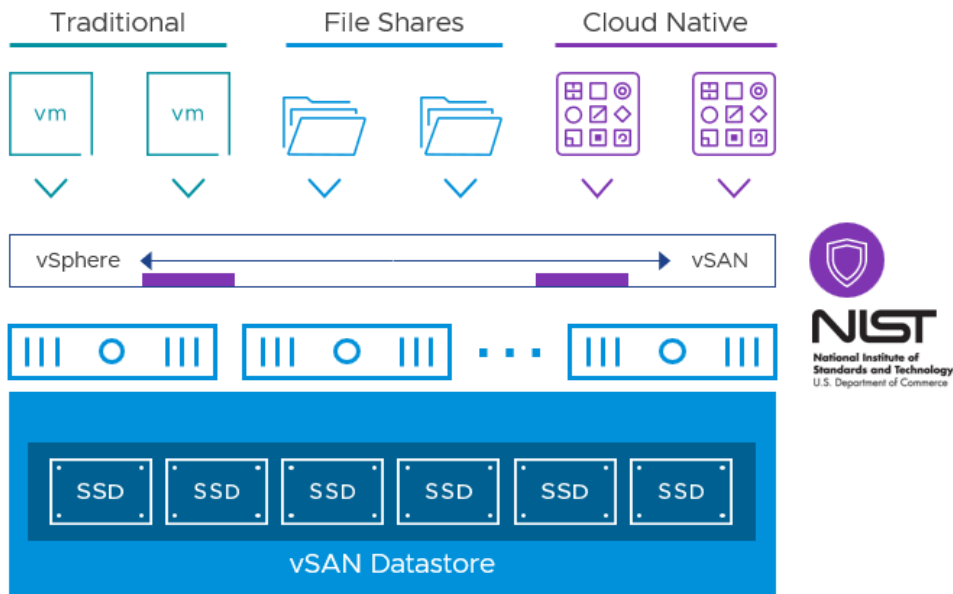 Traditional
File Shares
Cloud Native
vm
vm
vSphere
vSAN
NIST
National Institute of
Standards and Technology
U.S. Department of Commerce
SSD
SSD
SSD
SSD
SSD
SSD
vSAN Datastore